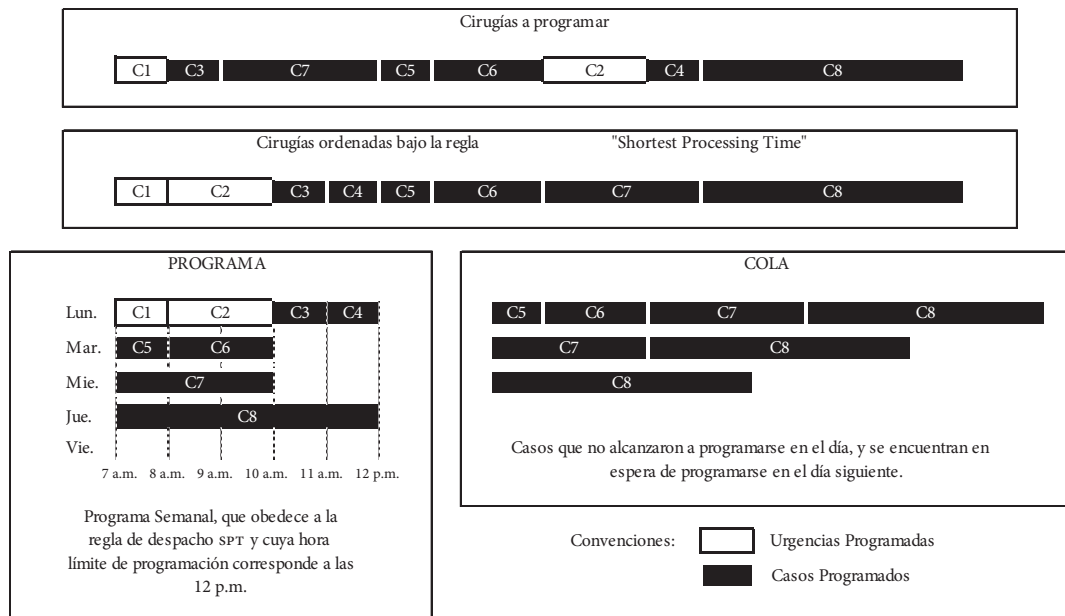 Cirugías a programar
C1 C3 C7 C5 C6 C2 C4 C8
Cirugías ordenadas bajo la regla "Shortest Processing Time"
C1 C2 C3 C4 C5 C6 C7 C8
PROGRAMA
Lun. C1 C2 C3 C4
Mar. C5 C6
Mie. C7
Jue. C8
Vie.
7 a.m. 8 a.m. 9 a.m. 10 a.m. 11 a.m. 12 p.m.
Programa Semanal, que obedece a la
regla de despacho SPT y cuya hora
límite de programación corresponde a las
12 p.m.
COLA
C5 C6 C7 C8
C7 C8
C8
Casos que no alcanzaron a programarse en el día, y se encuentran en
espera de programarse en el día siguiente.
Convenciones: Urgencias Programadas
Casos Programados